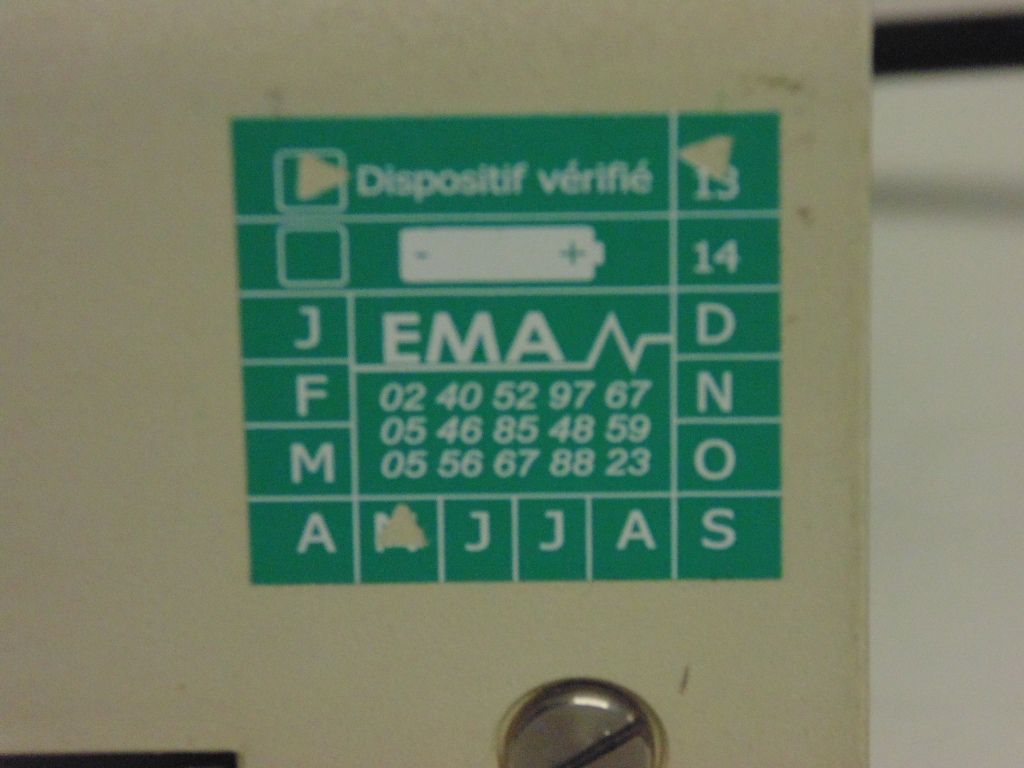 Dispositif vérifié 13
- + 14
J EMA D
F 02 40 52 97 67 N
05 46 85 48 59
M 05 56 67 88 23 O
A M J J A S